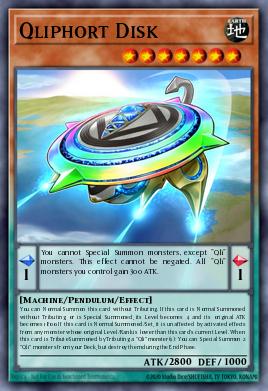 QLIPHORT DISK
EARTH
地
1
1
You cannot Special Summon monsters, except "Qli"
monsters. This effect cannot be negated. All "Qli"
monsters you control gain 300 ATK.
[MACHINE/PENDULUM/EFFECT]
You can Normal Summon this card without Tributing. If this card is Normal Summoned
without Tributing or is Special Summoned, its Level becomes 4 and its original ATK
becomes 1800. If this card is Normal Summoned/Set, it is unaffected by activated effects
from any monster whose original Level/Rank is lower than this card's current Level. When
this card is Tribute Summoned by Tributing a "Qli" monster(s): You can Special Summon 2
"Qli" monsters from your Deck, but destroy them during the End Phase.
ATK/2800 DEF/1000